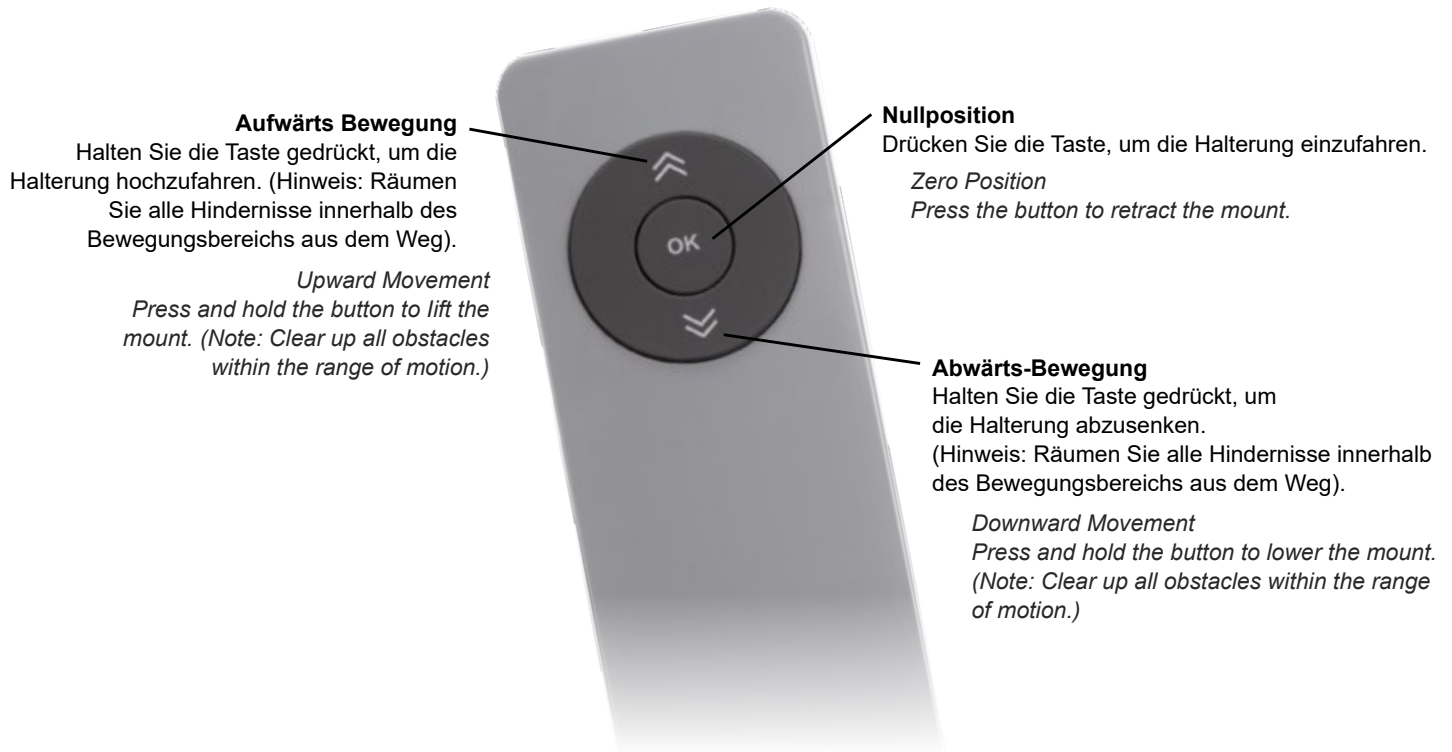 Aufwärts Bewegung
Halten Sie die Taste gedrückt, um die
Halterung hochzufahren. (Hinweis: Räumen
Sie alle Hindernisse innerhalb des
Bewegungsbereichs aus dem Weg).
Upward Movement
Press and hold the button to lift the
mount. (Note: Clear up all obstacles
within the range of motion.)
OK
Nullposition
Drücken Sie die Taste, um die Halterung einzufahren.
Zero Position
Press the button to retract the mount.
Abwärts-Bewegung
Halten Sie die Taste gedrückt, um
die Halterung abzusenken.
(Hinweis: Räumen Sie alle Hindernisse innerhalb
des Bewegungsbereichs aus dem Weg).
Downward Movement
Press and hold the button to lower the mount.
(Note: Clear up all obstacles within the range
of motion.)